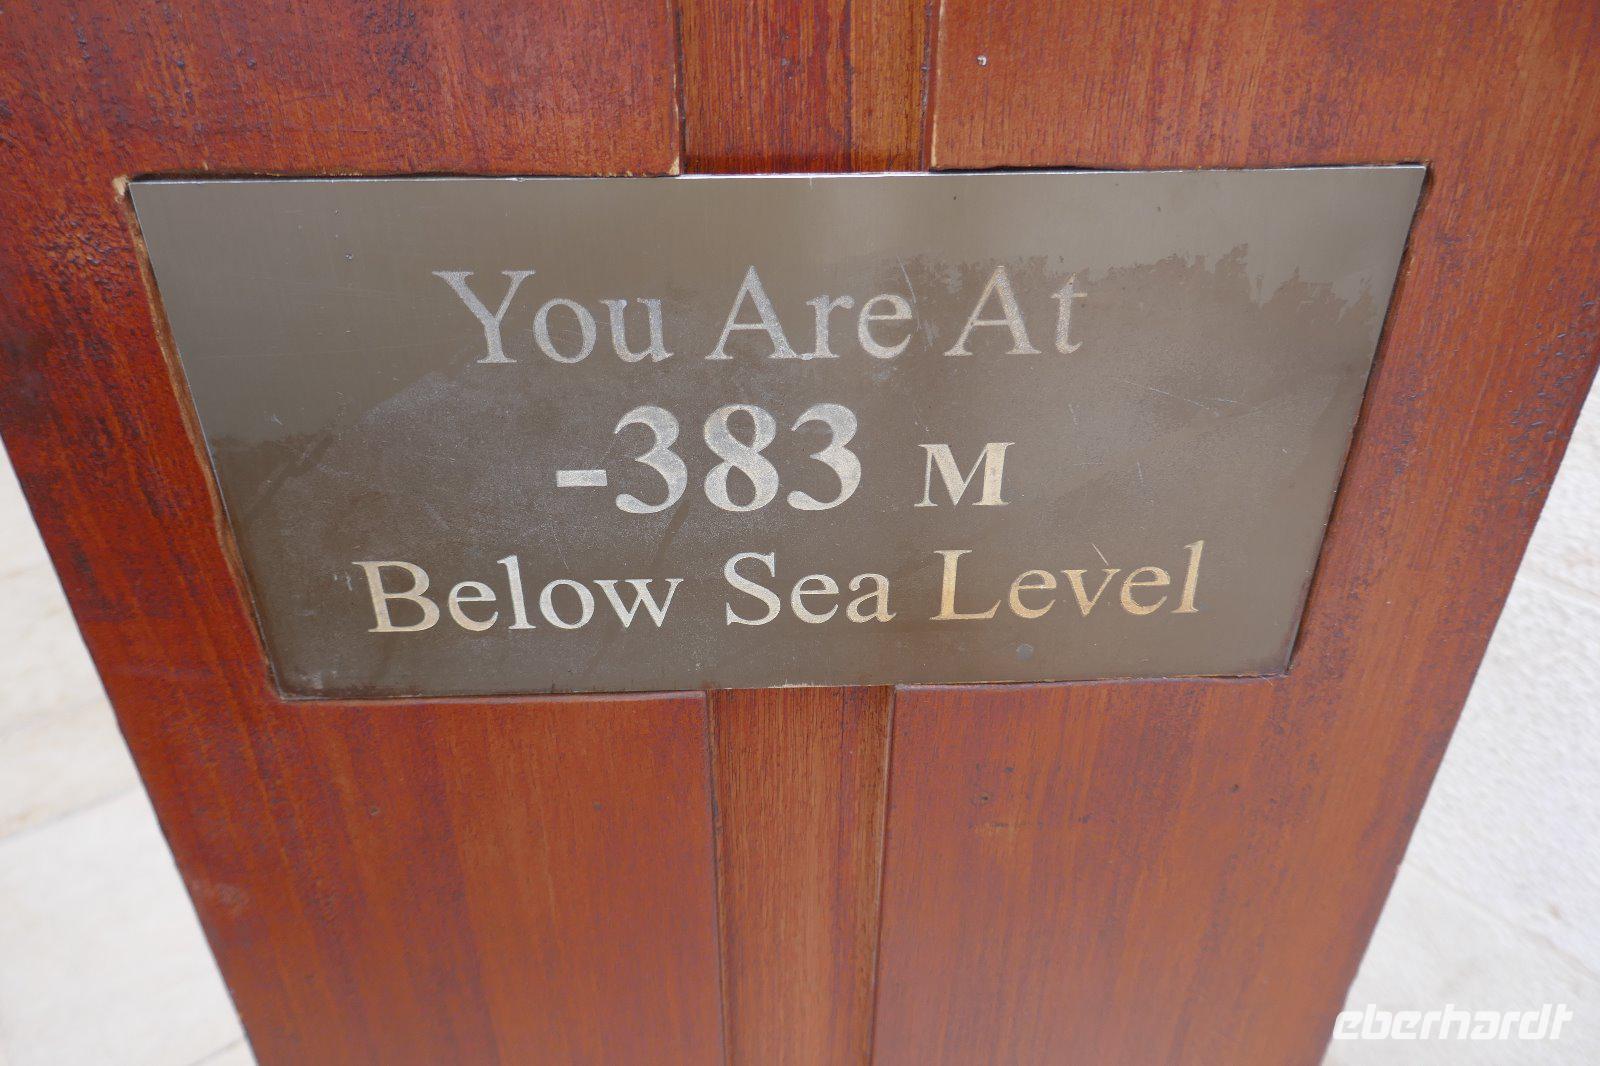 You Are At
-383 M
Below Sea Level
eberhardt